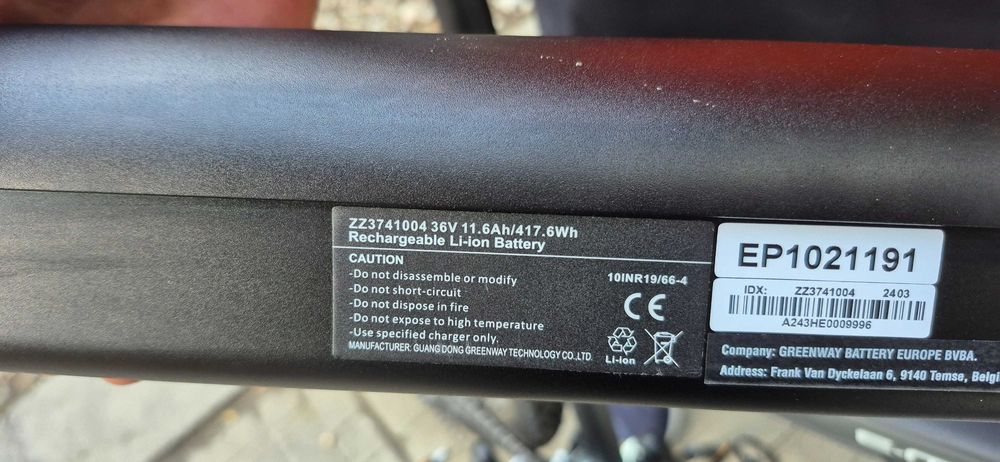 ZZ3741004 36V 11.6Ah/417.6Wh
Rechargeable Li-ion Battery
CAUTION
-Do not disassemble or modify
-Do not short-circuit
-Do not dispose in fire
-Do not expose to high temperature
-Use specified charger only.
MANUFACTURER: GUANG DONG GREENWAY TECHNOLOGY CO.,LTD.
10INR19/66-4
CE
Li-ion
EP1021191
IDX: ZZ3741004 2403
A243HE0009996
Company: GREENWAY BATTERY EUROPE BVBA.
Address: Frank Van Dyckelaan 6, 9140 Temse, Belgi